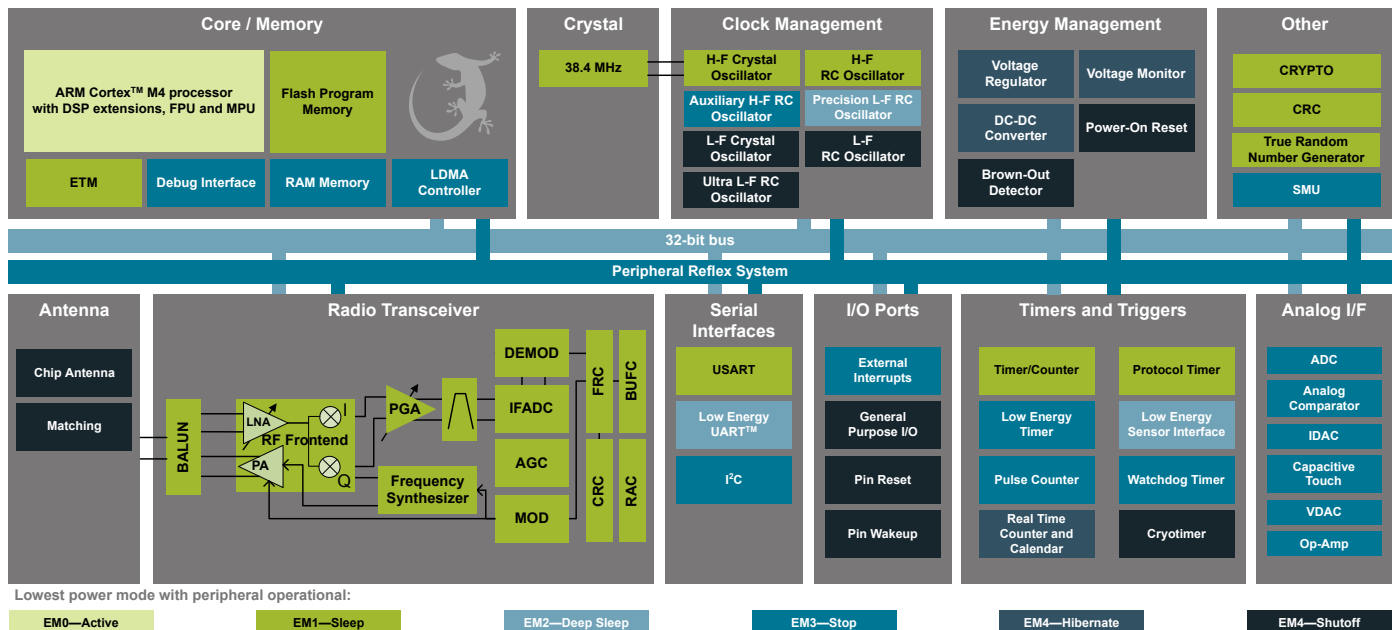 Core / Memory
ARM Cortex™ M4 processor
with DSP extensions, FPU and MPU
Flash Program
Memory
ETM
Debug Interface
RAM Memory
LDMA
Controller
Crystal
38.4 MHz
Clock Management
H-F Crystal
Oscillator
H-F
RC Oscillator
Auxiliary H-F RC
Oscillator
Precision L-F RC
Oscillator
L-F Crystal
Oscillator
L-F
RC Oscillator
Ultra L-F RC
Oscillator
Energy Management
Voltage
Regulator
Voltage Monitor
DC-DC
Converter
Power-On Reset
Brown-Out
Detector
Other
CRYPTO
CRC
True Random
Number Generator
SMU
32-bit bus
Peripheral Reflex System
Antenna
Chip Antenna
Matching
Radio Transceiver
BALUN
LNA
RF Frontend
PA
I
Q
PGA
Frequency
Synthesizer
DEMOD
IFADC
AGC
MOD
FRC
BUFC
CRC
RAC
Serial
Interfaces
USART
Low Energy
UART™
I²C
I/O Ports
External
Interrupts
General
Purpose I/O
Pin Reset
Pin Wakeup
Timers and Triggers
Timer/Counter
Protocol Timer
Low Energy
Timer
Low Energy
Sensor Interface
Pulse Counter
Watchdog Timer
Real Time
Counter and
Calendar
Cryotimer
Analog I/F
ADC
Analog
Comparator
IDAC
Capacitive
Touch
VDAC
Op-Amp
Lowest power mode with peripheral operational:
EM0—Active
EM1—Sleep
EM2—Deep Sleep
EM3—Stop
EM4—Hibernate
EM4—Shutoff